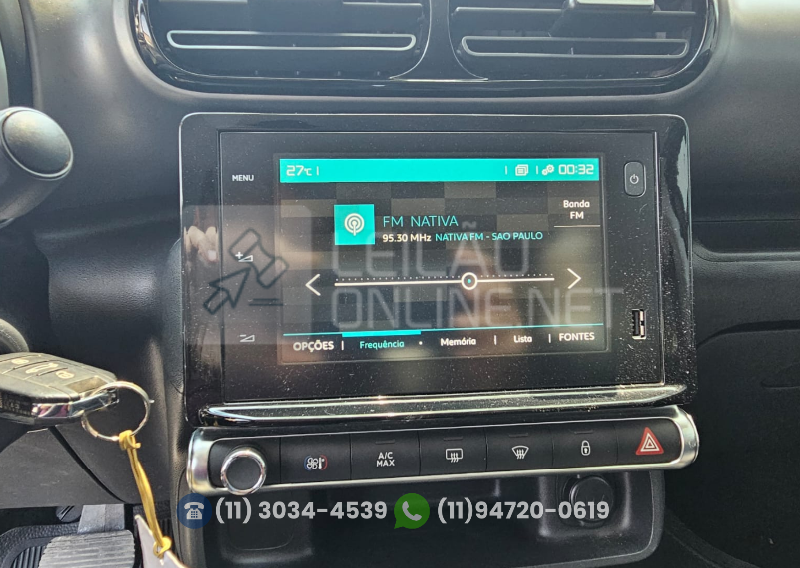 27°C
00:32
MENU
Banda
FM
FM NATIVA
95.30 MHz NATIVA FM - SAO PAULO
LEILÃO
ONLINE.NET
OPÇÕES
Frequência
Memória
Lista
FONTES
A/C
MAX
(11) 3034-4539
(11)94720-0619